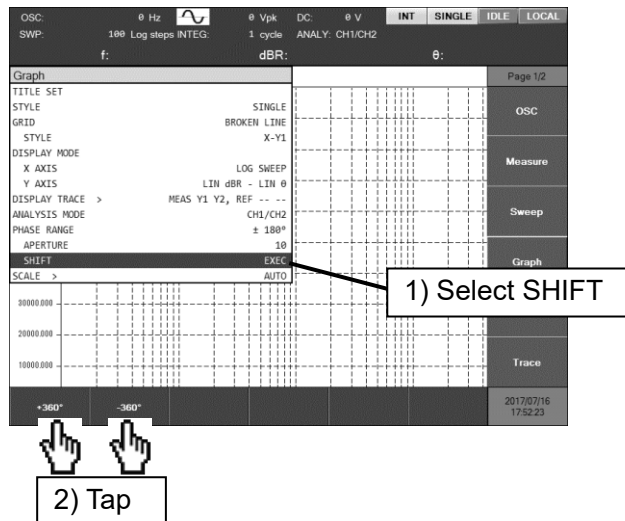 OSC: 0 Hz 0 Vpk DC: 0 V INT SINGLE IDLE LOCAL
SWP: 100 Log steps INTEG: 1 cycle ANALY: CH1/CH2
f: dBR: θ:
Graph
TITLE SET
STYLE SINGLE
GRID BROKEN LINE
STYLE X-Y1
DISPLAY MODE
X AXIS LOG SWEEP
Y AXIS LIN dBR - LIN θ
DISPLAY TRACE > MEAS Y1 Y2, REF -- --
ANALYSIS MODE CH1/CH2
PHASE RANGE ± 180°
APERTURE 10
SHIFT EXEC
SCALE > AUTO
30000.000
20000.000
10000.000
Page 1/2
OSC
Measure
Sweep
Graph
Trace
1) Select SHIFT
+360° -360°
2017/07/16
17:52:23
2) Tap